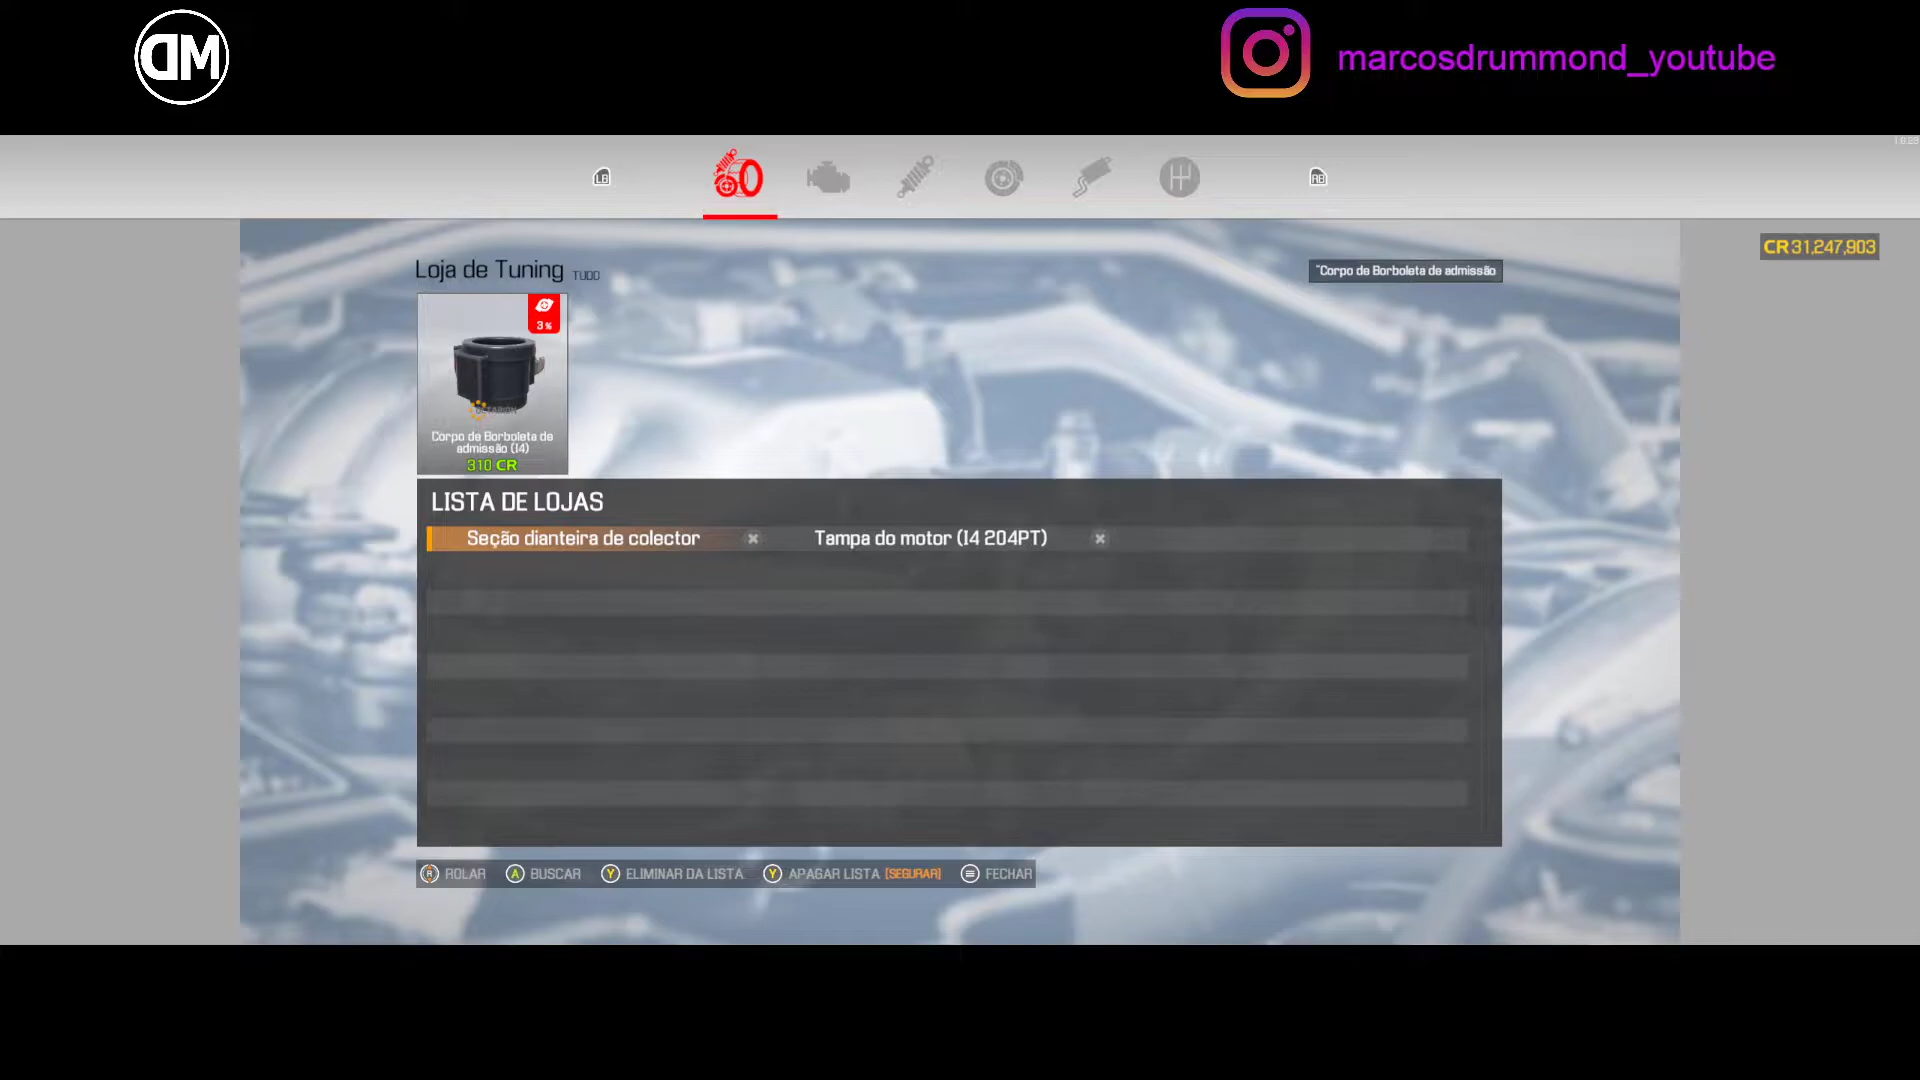 DM
marcosdrummond_youtube
LB
RB
CR 31,247,903
Loja de Tuning TUDO
"Corpo de Borboleta de admissão
3 %
Corpo de Borboleta de
admissão (I4)
310 CR
LISTA DE LOJAS
Seção dianteira de colector
Tampa do motor (I4 204PT)
R ROLAR A BUSCAR Y ELIMINAR DA LISTA Y APAGAR LISTA [SEGURAR] FECHAR